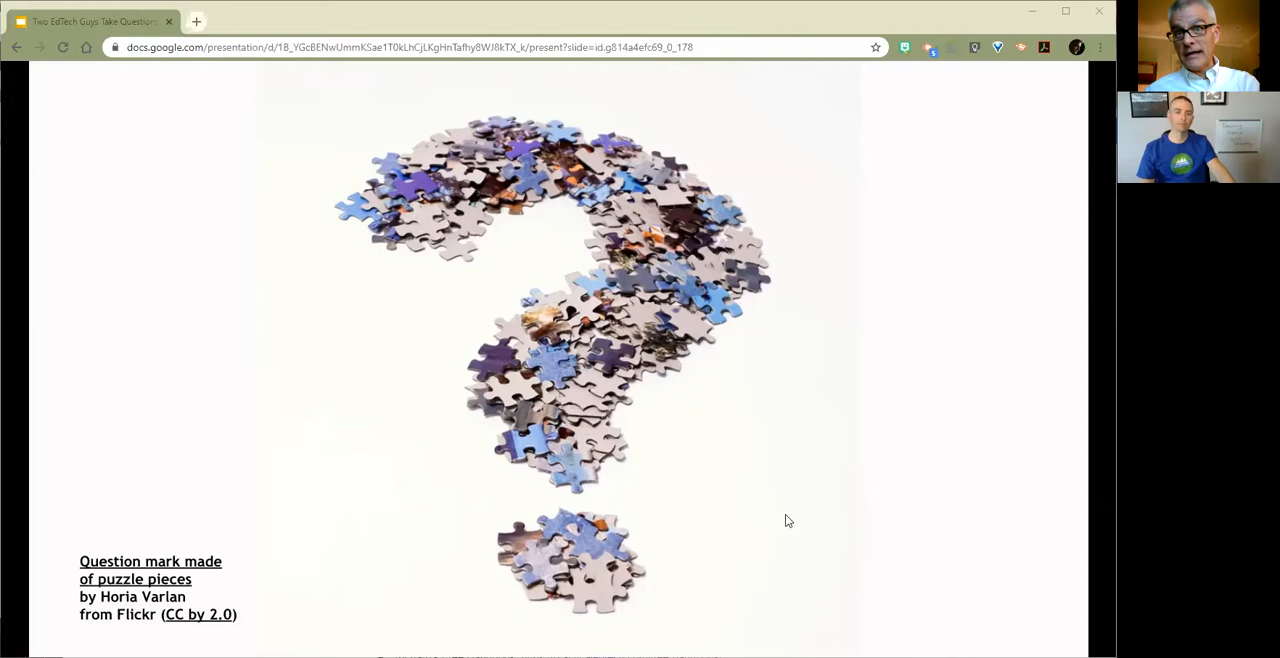 Two EdTech Guys Take Questions
docs.google.com/presentation/d/1B_YGcBENwUmmKSae1T0kLhCjLKgHnTafhy8WJ8kTX_k/present?slide=id.g814a4efc69_0_178
Question mark made
of puzzle pieces
by Horia Varlan
from Flickr (CC by 2.0)